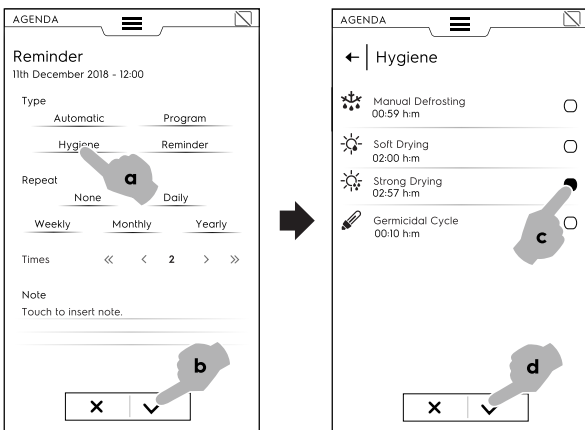 AGENDA
Reminder
11th December 2018 - 12:00
Type
Automatic Program
Hygiene Reminder
a
Repeat
None Daily
Weekly Monthly Yearly
Times « < 2 > »
Note
Touch to insert note.
b
AGENDA
Hygiene
Manual Defrosting
00:59 h:m
Soft Drying
02:00 h:m
Strong Drying
02:57 h:m
Germicidal Cycle
00:10 h:m
c
d